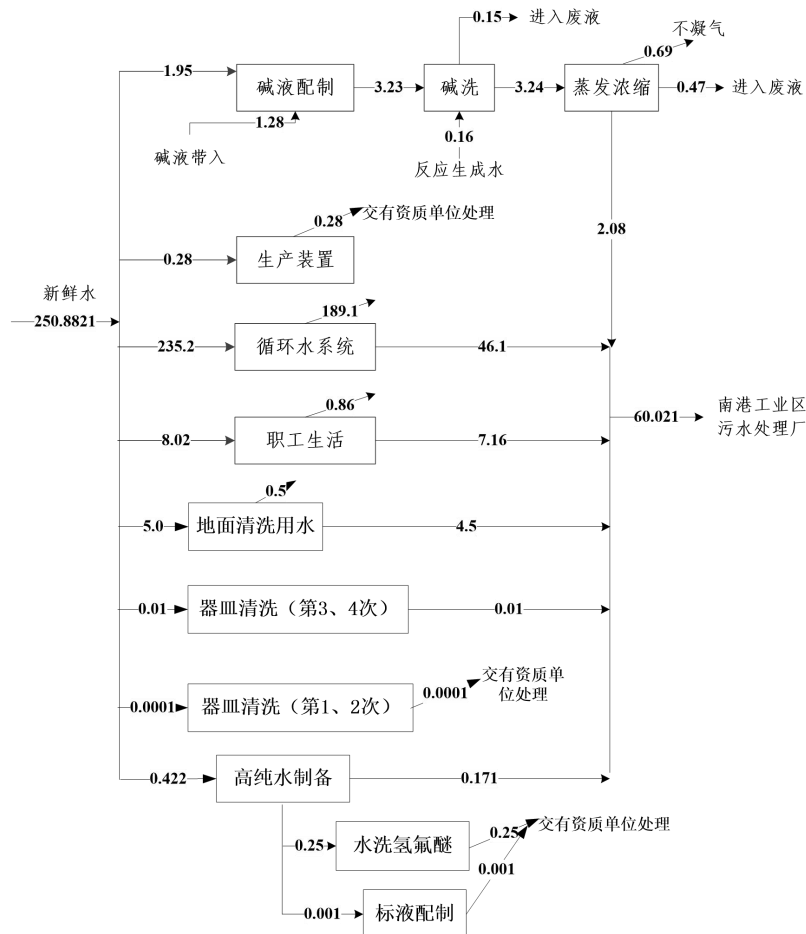 0.15
进入废液
不凝气
0.69
1.95
碱液配制
3.23
碱洗
3.24
蒸发浓缩
0.47
进入废液
1.28
碱液带入
0.16
反应生成水
交有资质单位处理
0.28
2.08
0.28
生产装置
新鲜水
250.8821
189.1
235.2
循环水系统
46.1
0.86
8.02
职工生活
7.16
60.021
南港工业区
污水处理厂
0.5
5.0
地面清洗用水
4.5
0.01
器皿清洗（第3、4次）
0.01
交有资质单
位处理
0.0001
0.0001
器皿清洗（第1、2次）
0.422
高纯水制备
0.171
0.25
水洗氢氟醚
0.25
交有资质单位处理
0.001
0.001
标液配制